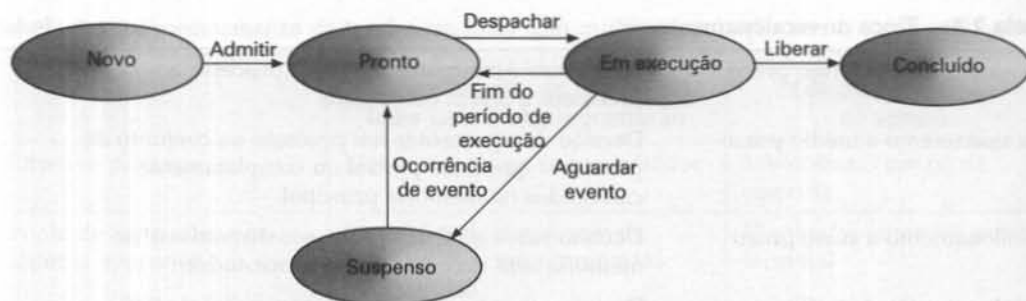 Despachar
Novo
Admitir
Pronto
Em execução
Liberar
Concluído
Fim do
período de
execução
Ocorrência
de evento
Aguardar
evento
Suspenso